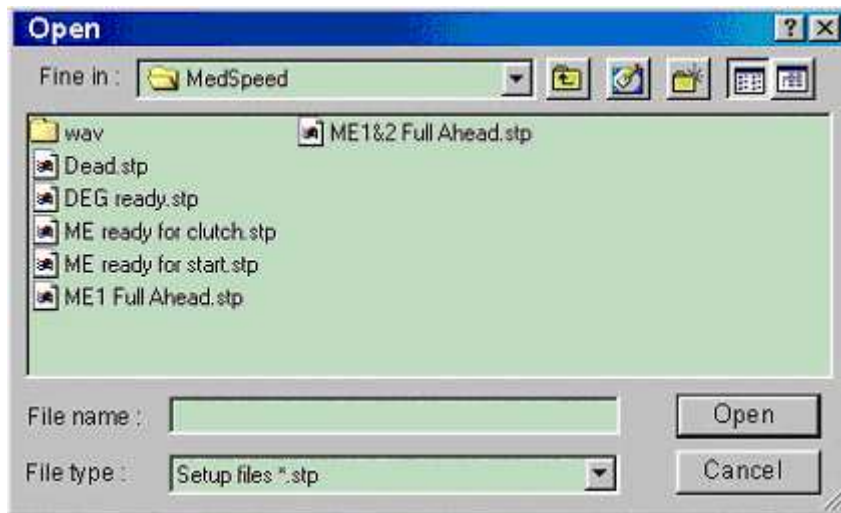 Open
Fine in : MedSpeed
wav
Dead.stp
DEG ready.stp
ME ready for clutch.stp
ME ready for start.stp
ME1 Full Ahead.stp
ME1&2 Full Ahead.stp
File name : Open
File type : Setup files *.stp Cancel